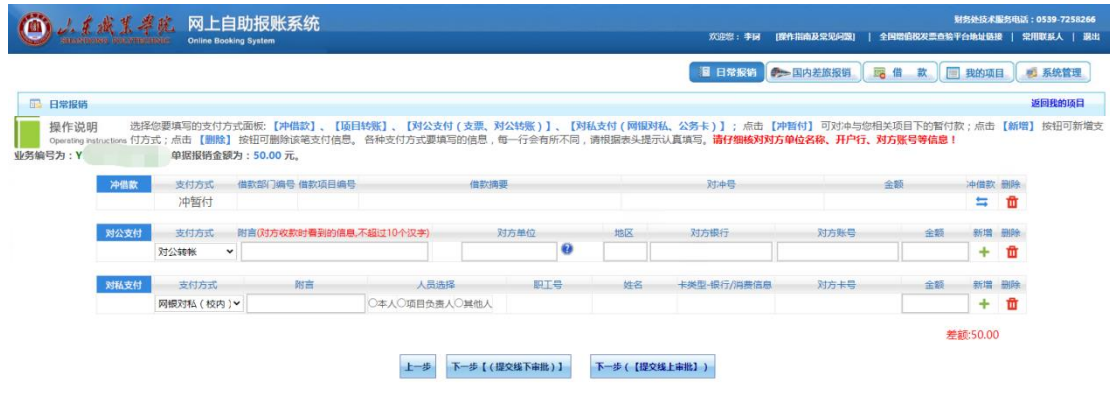 山东职业学院 网上自助报账系统
SHANDONG POLYTECHNIC Online Booking System
财务处技术服务电话：0539-7258266
欢迎您：李 [操作指南及常见问题] | 全国增值税发票查验平台地址链接 | 常用联系人 | 退出
日常报销 国内差旅报销 借 款 我的项目 系统管理
日常报销 返回我的项目
操作说明 选择您要填写的支付方式面板:【冲借款】、【项目转账】、【对公支付（支票、对公转账）】、【对私支付（网银对私、公务卡）】；点击 【冲暂付】 可对冲与您相关项目下的暂付款；点击 【新增】 按钮可新增支
Operating instructions 付方式；点击 【删除】 按钮可删除该笔支付信息。 各种支付方式要填写的信息，每一行会有所不同，请根据表头提示认真填写。请仔细核对对方单位名称、开户行、对方账号等信息！
业务编号为：Y 单据报销金额为：50.00 元。
冲借款 支付方式 借款部门编号 借款项目编号 借款摘要 对冲号 金额 冲借款 删除
冲暂付
对公支付 支付方式 附言(对方收款时看到的信息,不超过10个汉字) 对方单位 地区 对方银行 对方账号 金额 新增 删除
对公转帐
对私支付 支付方式 附言 人员选择 职工号 姓名 卡类型-银行/消费信息 对方卡号 金额 新增 删除
网银对私（校内） 本人 项目负责人 其他人
差额:50.00
上一步 下一步【（提交线下审批）】 下一步（【提交线上审批】）